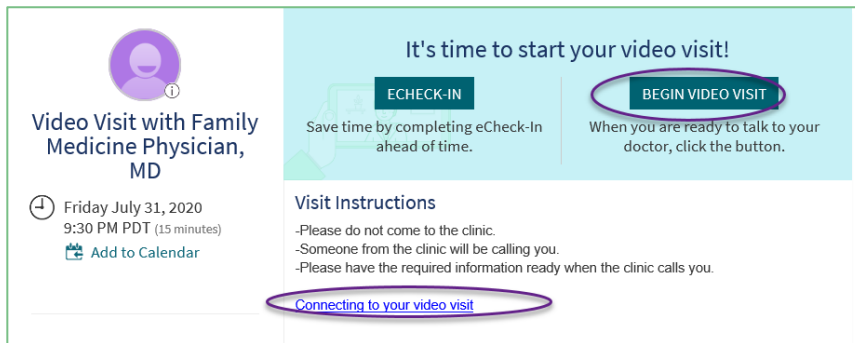 Video Visit with Family
Medicine Physician,
MD
Friday July 31, 2020
9:30 PM PDT (15 minutes)
Add to Calendar
It's time to start your video visit!
ECHECK-IN
Save time by completing eCheck-In
ahead of time.
BEGIN VIDEO VISIT
When you are ready to talk to your
doctor, click the button.
Visit Instructions
-Please do not come to the clinic.
-Someone from the clinic will be calling you.
-Please have the required information ready when the clinic calls you.
Connecting to your video visit